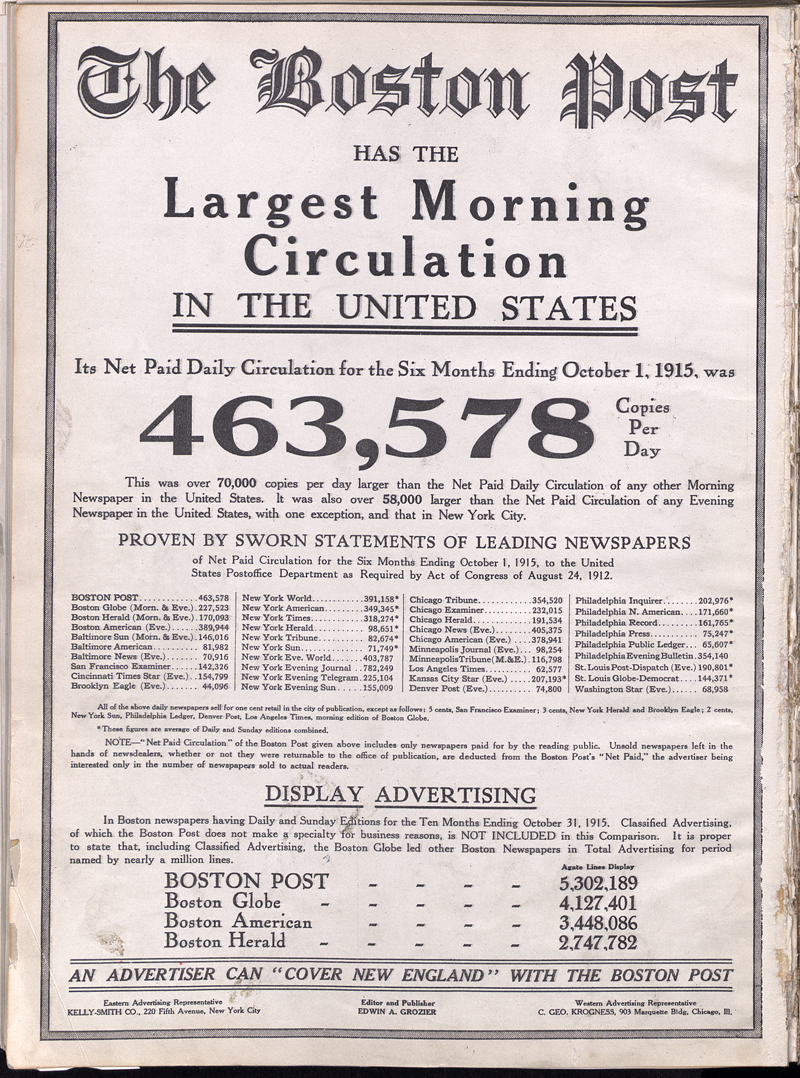 The Boston Post
HAS THE
Largest Morning
Circulation
IN THE UNITED STATES
Its Net Paid Daily Circulation for the Six Months Ending October 1, 1915, was
463,578 Copies
Per
Day
This was over 70,000 copies per day larger than the Net Paid Daily Circulation of any other Morning
Newspaper in the United States. It was also over 58,000 larger than the Net Paid Circulation of any Evening
Newspaper in the United States, with one exception, and that in New York City.
PROVEN BY SWORN STATEMENTS OF LEADING NEWSPAPERS
of Net Paid Circulation for the Six Months Ending October 1, 1915, to the United
States Postoffice Department as Required by Act of Congress of August 24, 1912.
BOSTON POST............463,578
Boston Globe (Morn. & Eve.).227,523
Boston Herald (Morn. & Eve.).170,093
Boston American (Eve.)......389,944
Baltimore Sun (Morn. & Eve.).146,016
Baltimore American........ 81,982
Baltimore News (Eve.)...... 70,916
San Francisco Examiner.....142,326
Cincinnati Times Star (Eve.)..154,799
Brooklyn Eagle (Eve.)...... 44,096
New York World...........391,158*
New York American........349,345*
New York Times...........318,274*
New York Herald.......... 98,651*
New York Tribune......... 82,674*
New York Sun............ 71,749*
New York Eve. World......403,787
New York Evening Journal ..782,249
New York Evening Telegram.225,104
New York Evening Sun.....155,009
Chicago Tribune...........354,520
Chicago Examiner..........232,015
Chicago Herald............191,534
Chicago News (Eve.).......405,375
Chicago American (Eve.) ...378,941
Minneapolis Journal (Eve.)... 98,254
Minneapolis Tribune (M.&E.).116,798
Los Angeles Times......... 62,577
Kansas City Star (Eve.) .....207,193*
Denver Post (Eve.)......... 74,800
Philadelphia Inquirer.......202,976*
Philadelphia N. American....171,660*
Philadelphia Record........161,765*
Philadelphia Press......... 75,247*
Philadelphia Public Ledger... 65,607*
Philadelphia Evening Bulletin.354,140
St. Louis Post-Dispatch (Eve.) 190,801*
St. Louis Globe-Democrat....144,371*
Washington Star (Eve.)..... 68,958
All of the above daily newspapers sell for one cent retail in the city of publication, except as follows: 5 cents, San Francisco Examiner; 3 cents, New York Herald and Brooklyn Eagle; 2 cents,
New York Sun, Philadelphia Ledger, Denver Post, Los Angeles Times, morning edition of Boston Globe.
*These figures are average of Daily and Sunday editions combined.
NOTE—"Net Paid Circulation" of the Boston Post given above includes only newspapers paid for by the reading public. Unsold newspapers left in the
hands of newsdealers, whether or not they were returnable to the office of publication, are deducted from the Boston Post's "Net Paid," the advertiser being
interested only in the number of newspapers sold to actual readers.
DISPLAY ADVERTISING
In Boston newspapers having Daily and Sunday Editions for the Ten Months Ending October 31, 1915. Classified Advertising,
of which the Boston Post does not make a specialty for business reasons, is NOT INCLUDED in this Comparison. It is proper
to state that, including Classified Advertising, the Boston Globe led other Boston Newspapers in Total Advertising for period
named by nearly a million lines.
Agate Lines Display
BOSTON POST - - - - 5,302,189
Boston Globe - - - - - 4,127,401
Boston American - - - - 3,448,086
Boston Herald - - - - - 2,747,782
AN ADVERTISER CAN "COVER NEW ENGLAND" WITH THE BOSTON POST
Eastern Advertising Representative
KELLY-SMITH CO., 220 Fifth Avenue, New York City
Editor and Publisher
EDWIN A. GROZIER
Western Advertising Representative
C. GEO. KROGNESS, 903 Marquette Bldg, Chicago, Ill.